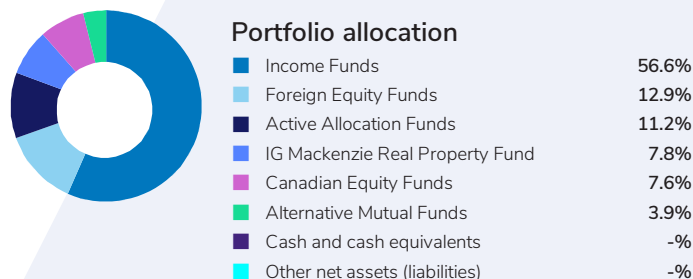 Portfolio allocation
Income Funds 56.6%
Foreign Equity Funds 12.9%
Active Allocation Funds 11.2%
IG Mackenzie Real Property Fund 7.8%
Canadian Equity Funds 7.6%
Alternative Mutual Funds 3.9%
Cash and cash equivalents -%
Other net assets (liabilities) -%